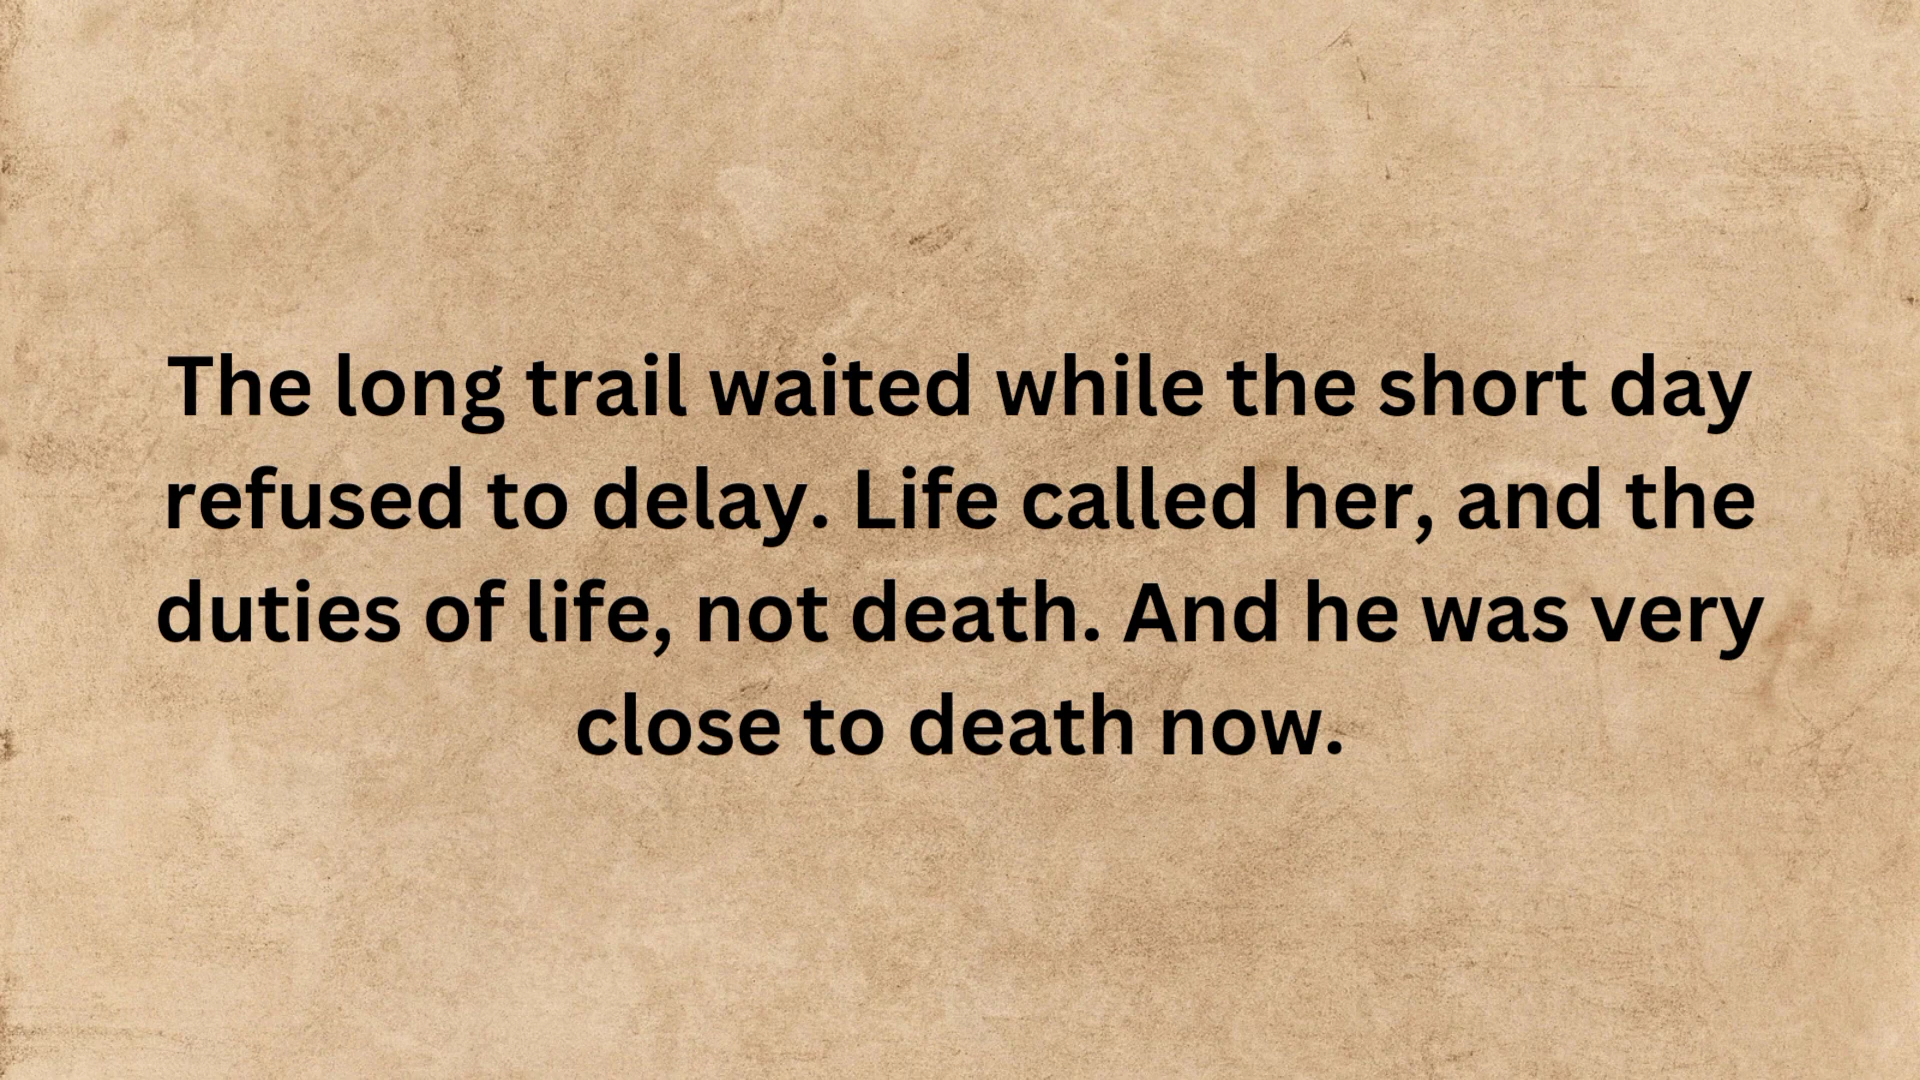 The long trail waited while the short day
refused to delay. Life called her, and the
duties of life, not death. And he was very
close to death now.